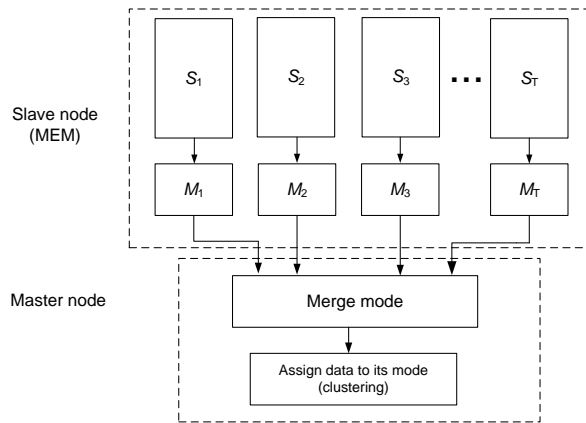 S1 S2 S3 ... ST
Slave node
(MEM)
M1 M2 M3 MT
Master node
Merge mode
Assign data to its mode
(clustering)